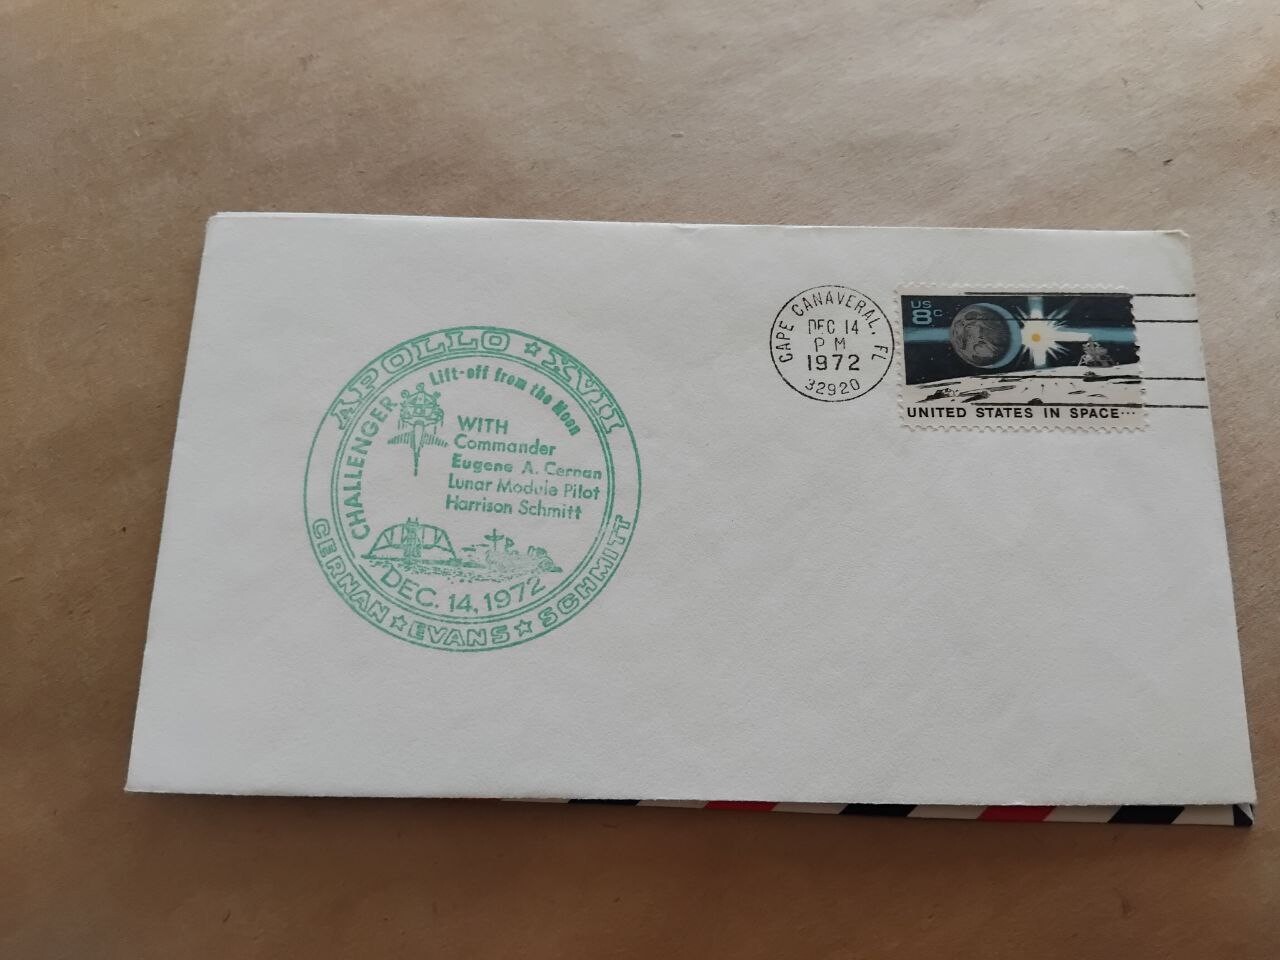 APOLLO ☆ XVII
Lift-off from the Moon
CHALLENGER
WITH
Commander
Eugene A. Cernan
Lunar Module Pilot
Harrison Schmitt
DEC. 14, 1972
CERNAN ☆ EVANS ☆ SCHMITT
CAPE CANAVERAL, FL
DEC 14
PM
1972
32920
US
8c
UNITED STATES IN SPACE...